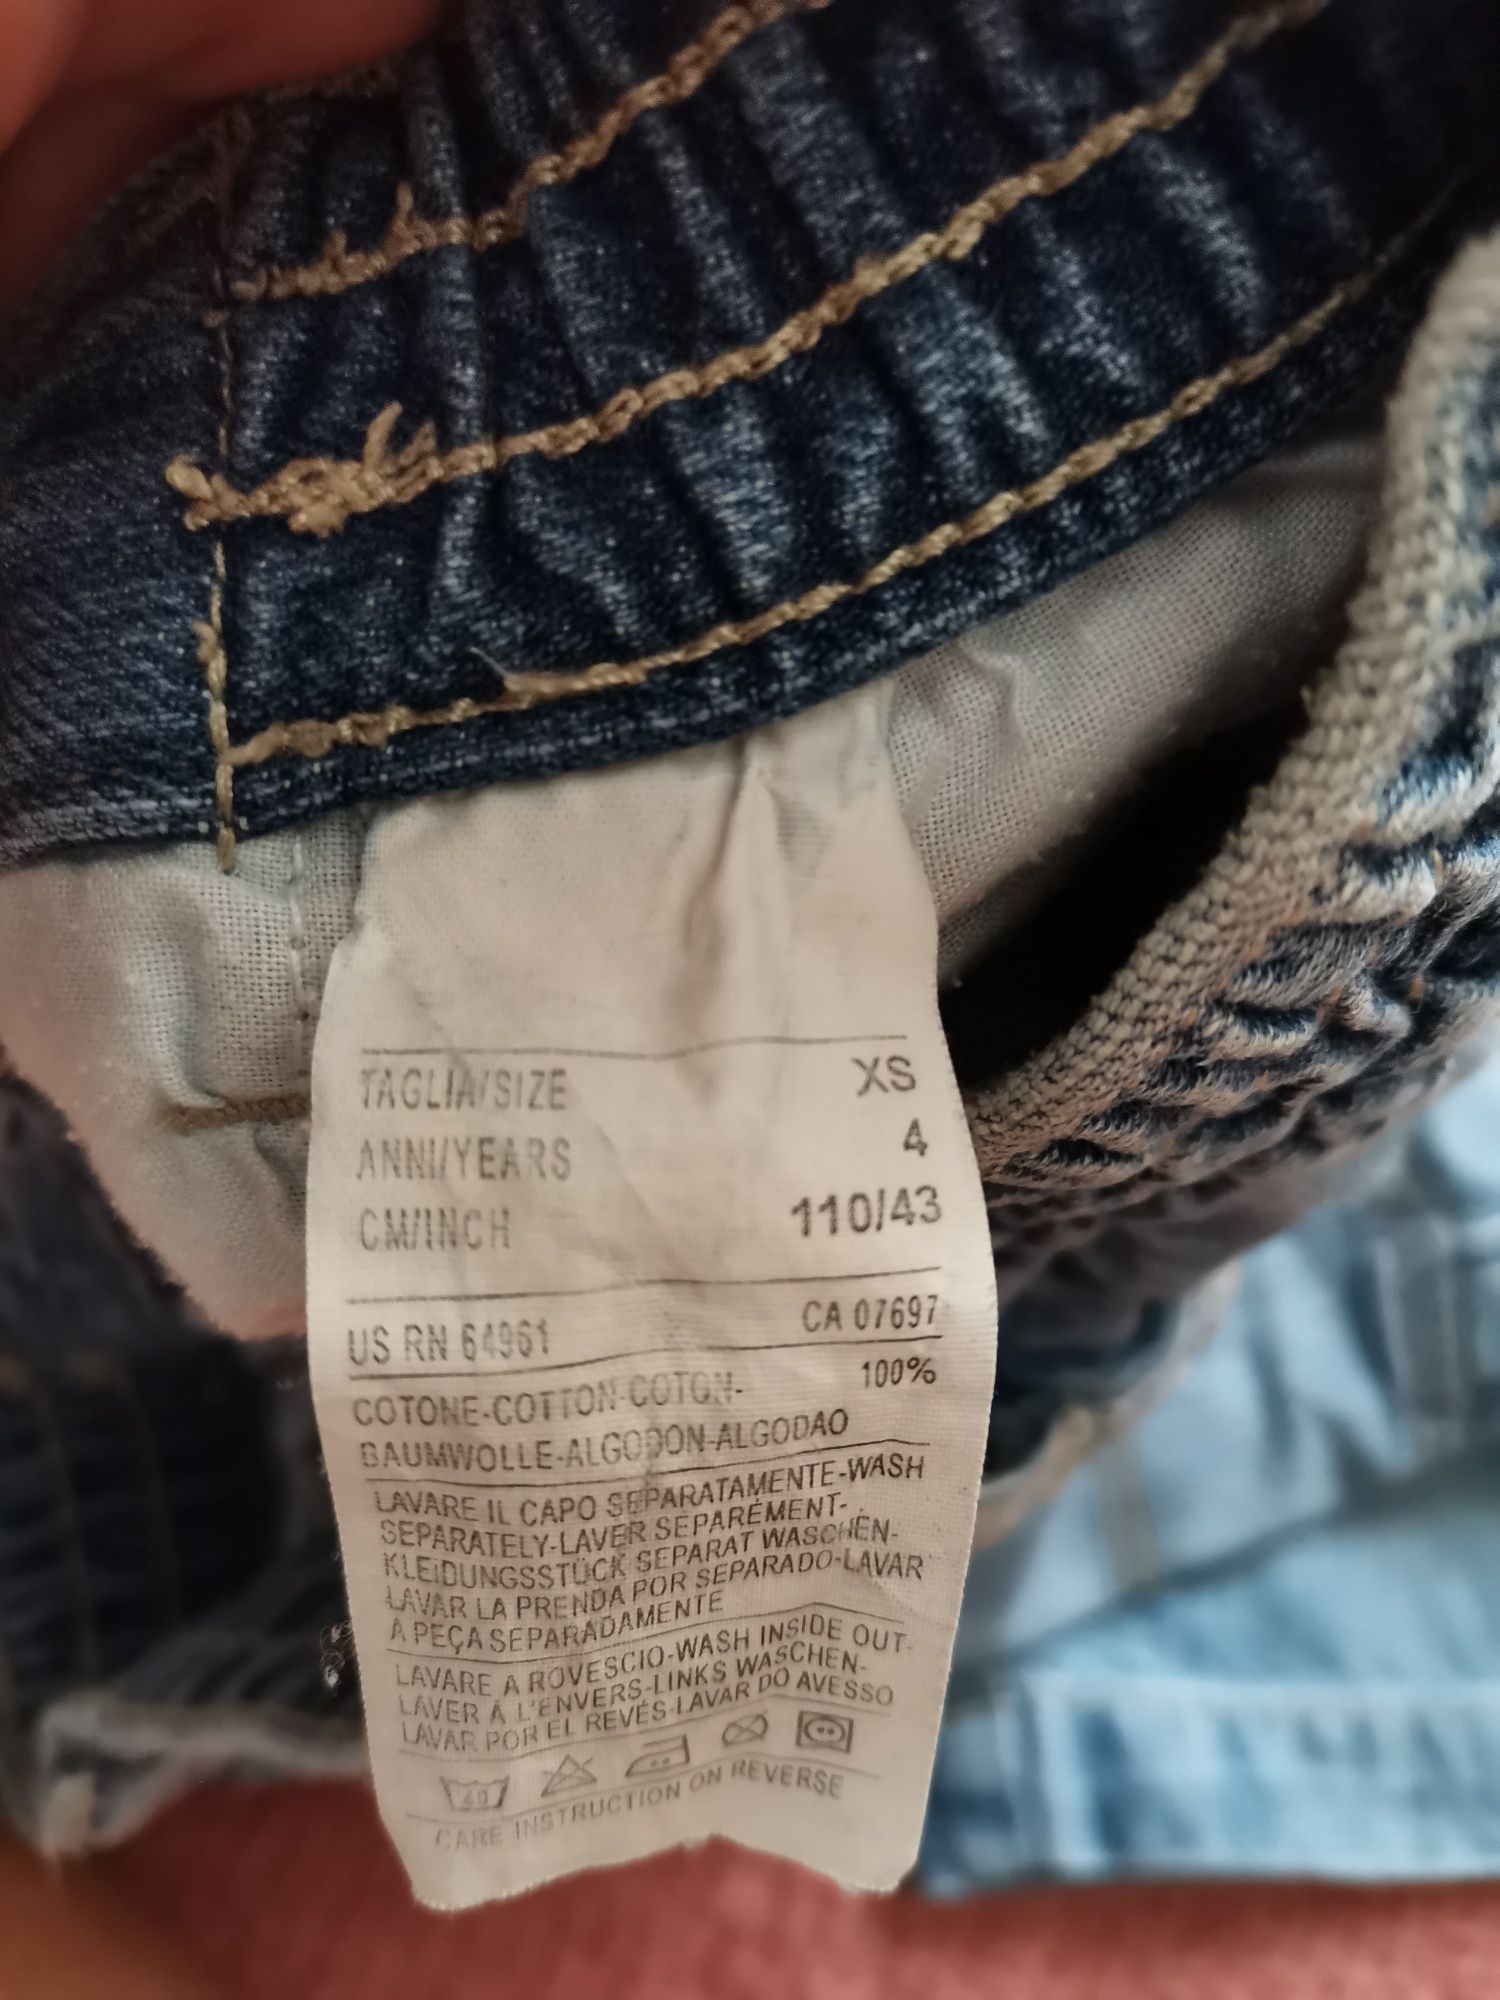 TAGLIA/SIZE XS
ANNI/YEARS 4
CM/INCH 110/43
US RN 64961 CA 07697
COTONE-COTTON-COTON- 100%
BAUMWOLLE-ALGODON-ALGODAO
LAVARE IL CAPO SEPARATAMENTE-WASH
SEPARATELY-LAVER SÉPARÉMENT-
KLEIDUNGSSTÜCK SEPARAT WASCHEN-
LAVAR LA PRENDA POR SEPARADO-LAVAR
A PEÇA SEPARADAMENTE
LAVARE A ROVESCIO-WASH INSIDE OUT-
LAVER À L'ENVERS-LINKS WASCHEN-
LAVAR POR EL REVÉS-LAVAR DO AVESSO
40
CARE INSTRUCTION ON REVERSE